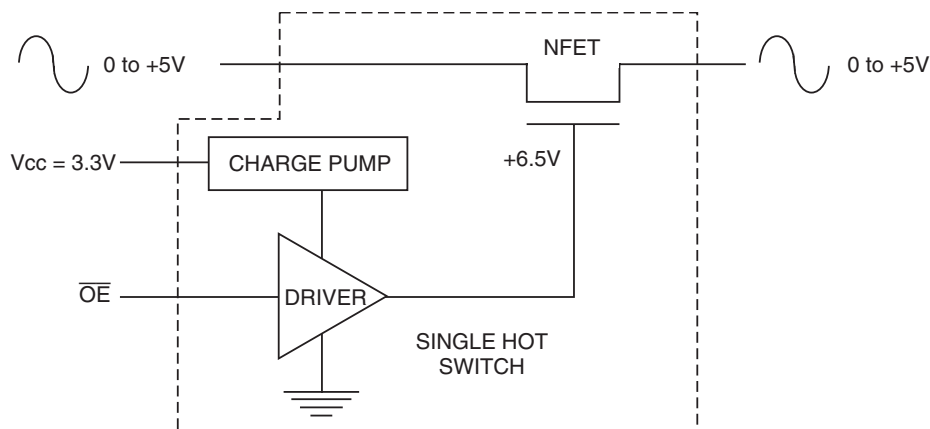 NFET
0 to +5V
0 to +5V
Vcc = 3.3V
CHARGE PUMP
+6.5V
OE
DRIVER
SINGLE HOT
SWITCH